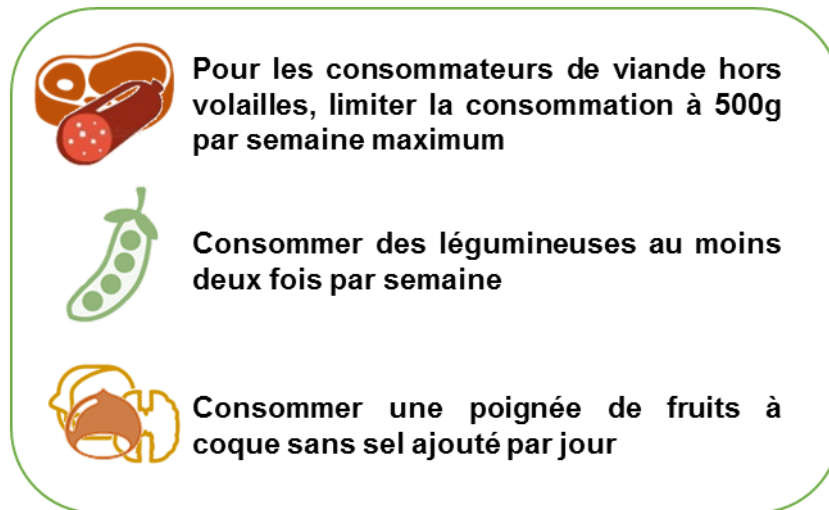 Pour les consommateurs de viande hors
volailles, limiter la consommation à 500g
par semaine maximum
Consommer des légumineuses au moins
deux fois par semaine
Consommer une poignée de fruits à
coque sans sel ajouté par jour